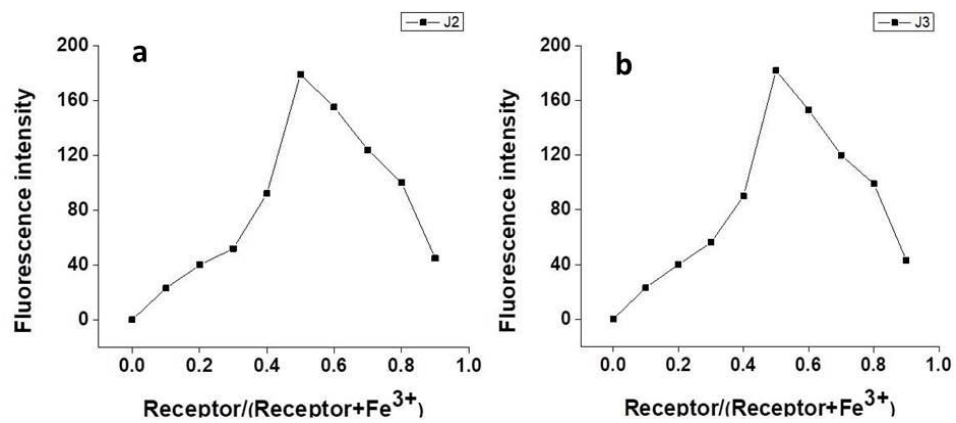 J2
a
200
160
120
80
40
0
Fluorescence intensity
0.0 0.2 0.4 0.6 0.8 1.0
Receptor/(Receptor+Fe³⁺)
J3
b
200
160
120
80
40
0
Fluorescence intensity
0.0 0.2 0.4 0.6 0.8 1.0
Receptor/(Receptor+Fe³⁺)